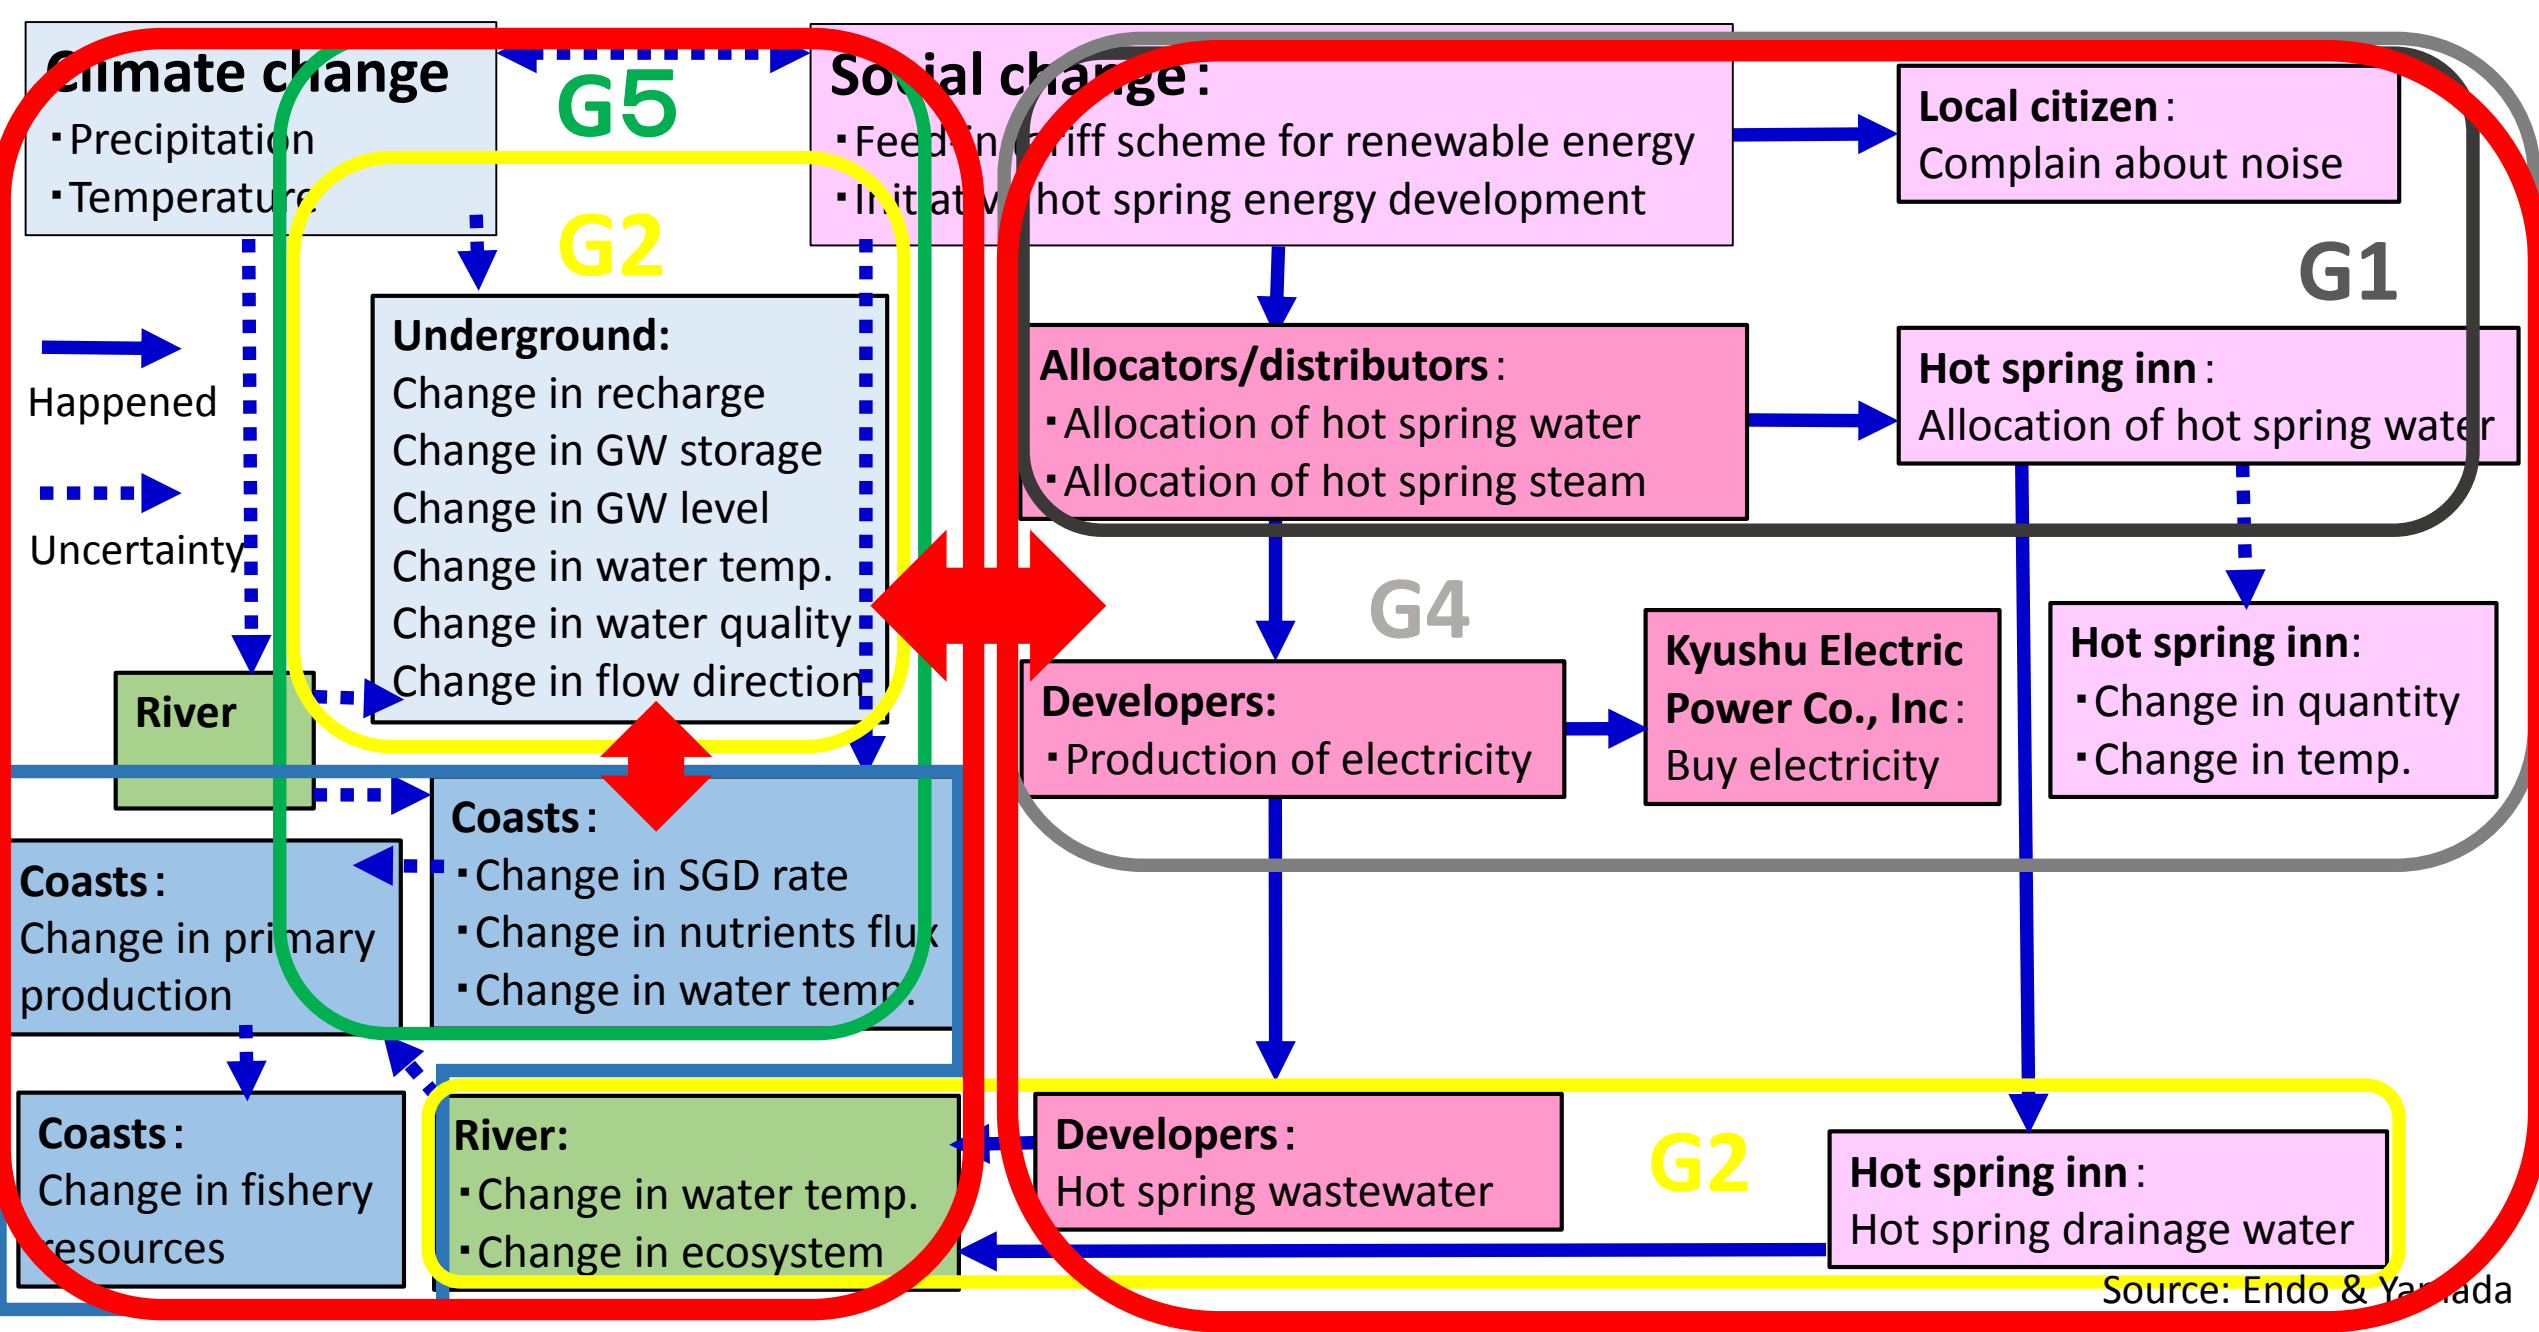 Climate change
・Precipitation
・Temperature
G5
G2
Social change:
・Feed-in tariff scheme for renewable energy
・Initiative hot spring energy development
Local citizen:
Complain about noise
G1
Happened
Uncertainty
Underground:
Change in recharge
Change in GW storage
Change in GW level
Change in water temp.
Change in water quality
Change in flow direction
Allocators/distributors:
・Allocation of hot spring water
・Allocation of hot spring steam
Hot spring inn:
Allocation of hot spring water
G4
River
Developers:
・Production of electricity
Kyushu Electric
Power Co., Inc:
Buy electricity
Hot spring inn:
・Change in quantity
・Change in temp.
Coasts:
・Change in SGD rate
・Change in nutrients flux
・Change in water temp.
Coasts:
Change in primary
production
Coasts:
Change in fishery
resources
River:
・Change in water temp.
・Change in ecosystem
Developers:
Hot spring wastewater
G2
Hot spring inn:
Hot spring drainage water
Source: Endo & Yamada